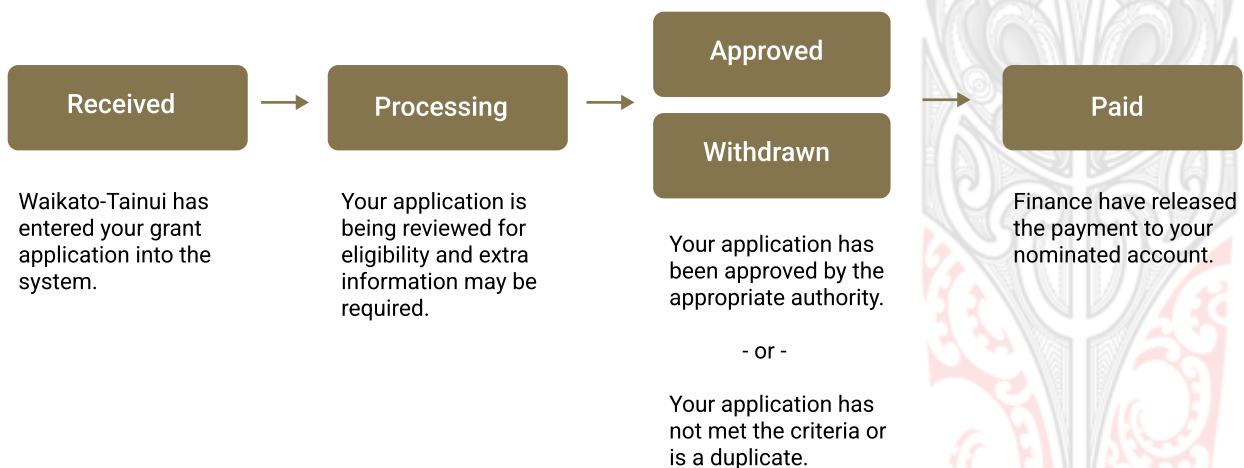 Received
Waikato-Tainui has
entered your grant
application into the
system.
Processing
Your application is
being reviewed for
eligibility and extra
information may be
required.
Approved
Withdrawn
Your application has
been approved by the
appropriate authority.
- or -
Your application has
not met the criteria or
is a duplicate.
Paid
Finance have released
the payment to your
nominated account.